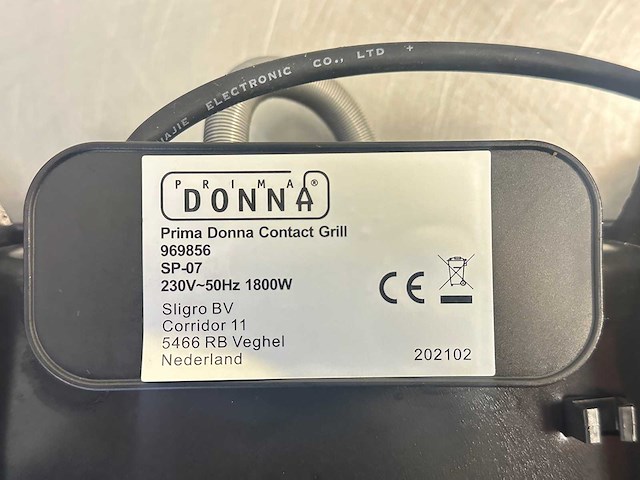 ELECTRONIC CO., LTD +
PRIMA®
DONNA
Prima Donna Contact Grill
969856
SP-07
230V~50Hz 1800W
Sligro BV
Corridor 11
5466 RB Veghel
Nederland
CE
202102